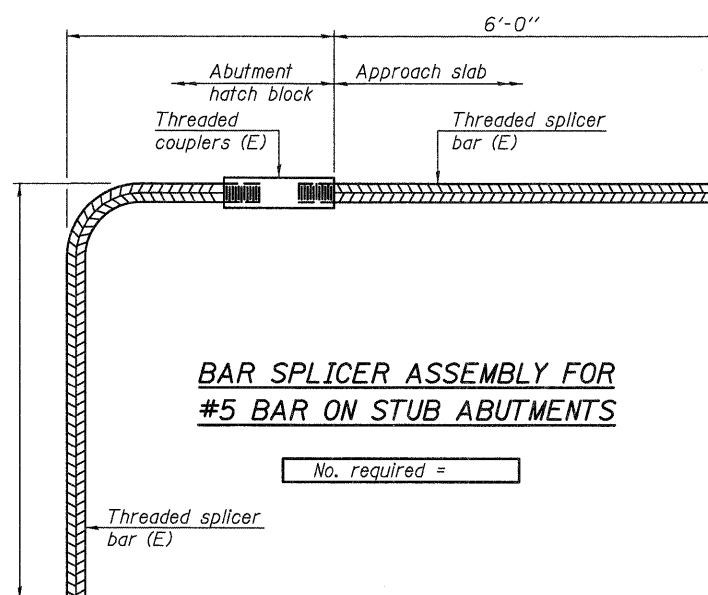 6'-0"
Abutment
hatch block
Approach slab
Threaded
couplers (E)
Threaded splicer
bar (E)
BAR SPLICER ASSEMBLY FOR
#5 BAR ON STUB ABUTMENTS
No. required =
Threaded splicer
bar (E)